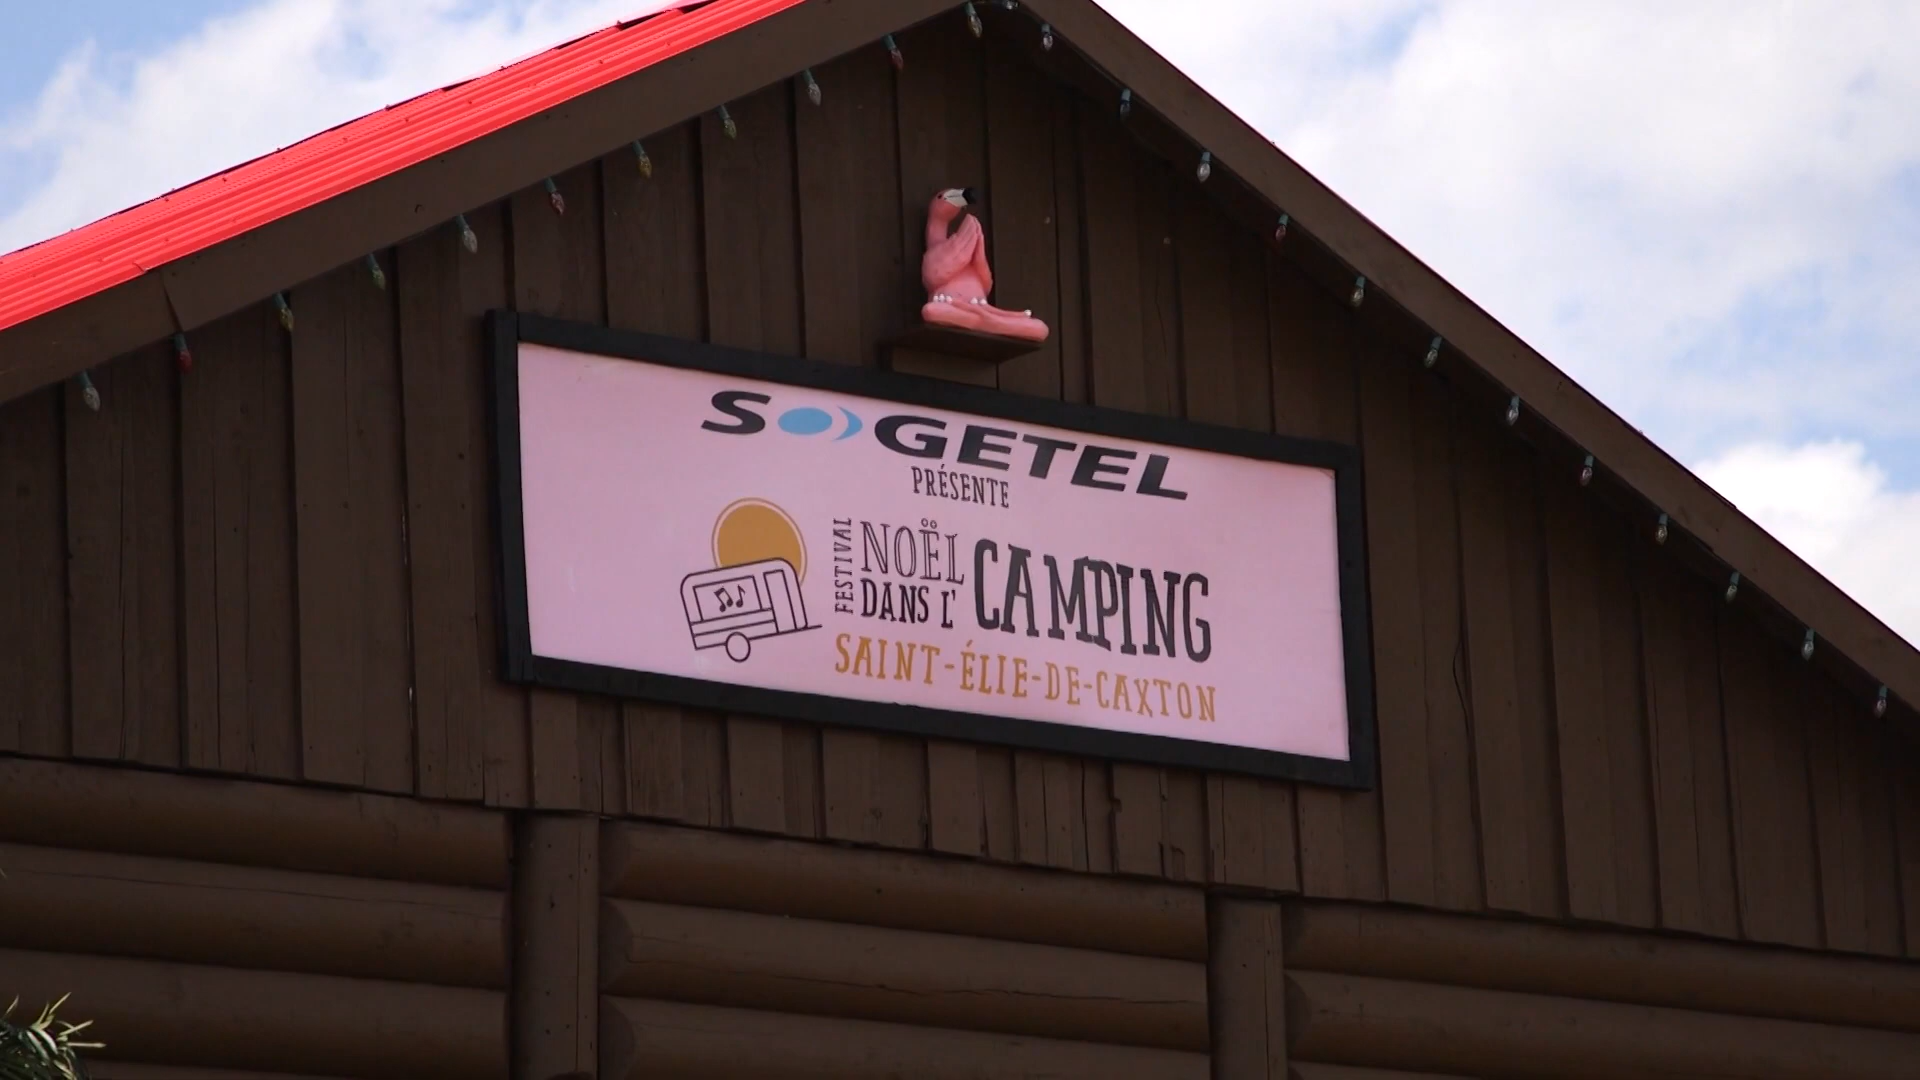 SOGETEL
PRÉSENTE
FESTIVAL
NOËL
DANS L'
CAMPING
SAINT-ÉLIE-DE-CAXTON